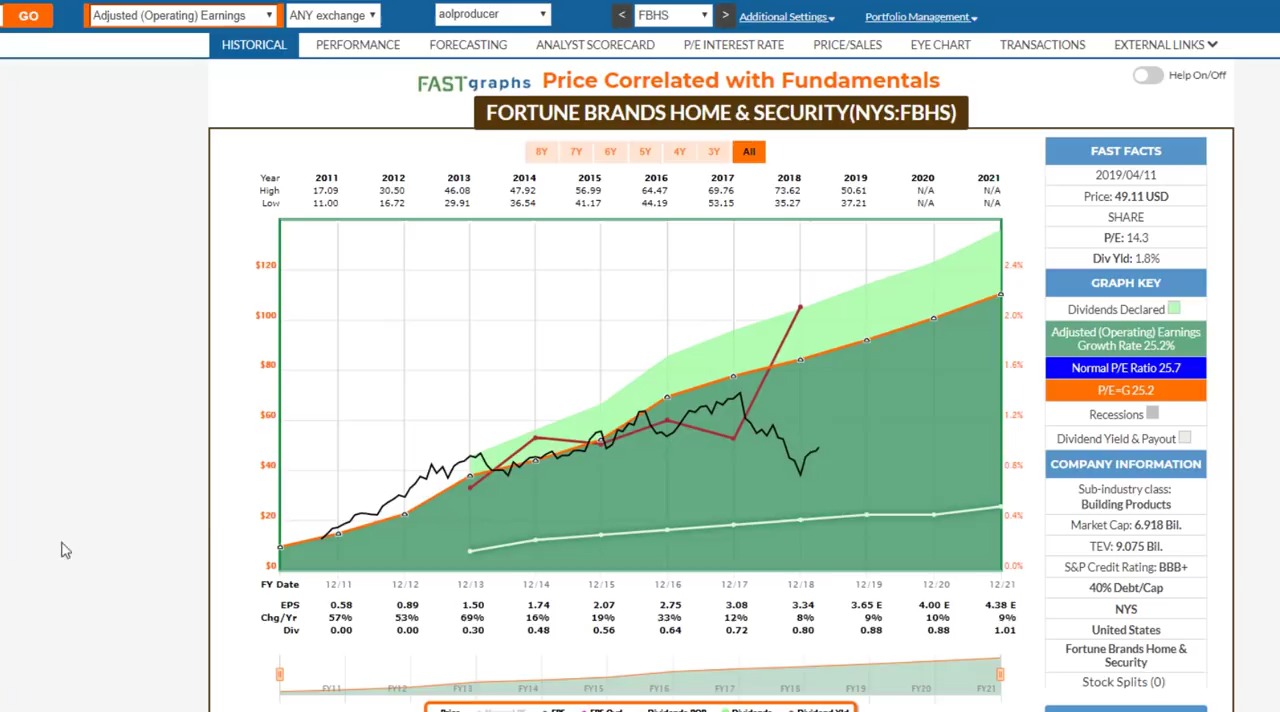 GO Adjusted (Operating) Earnings ANY exchange aolproducer < FBHS > Additional Settings Portfolio Management
HISTORICAL PERFORMANCE FORECASTING ANALYST SCORECARD P/E INTEREST RATE PRICE/SALES EYE CHART TRANSACTIONS EXTERNAL LINKS
FASTgraphs Price Correlated with Fundamentals
Help On/Off
FORTUNE BRANDS HOME & SECURITY(NYS:FBHS)
8Y 7Y 6Y 5Y 4Y 3Y All
Year 2011 2012 2013 2014 2015 2016 2017 2018 2019 2020 2021
High 17.09 30.50 46.08 47.92 56.99 64.47 69.76 73.62 50.61 N/A N/A
Low 11.00 16.72 29.91 36.54 41.17 44.19 53.15 35.27 37.21 N/A N/A
$120
$100
$80
$60
$40
$20
$0
2.4%
2.0%
1.6%
1.2%
0.8%
0.4%
0.0%
FY Date 12/11 12/12 12/13 12/14 12/15 12/16 12/17 12/18 12/19 12/20 12/21
EPS 0.58 0.89 1.50 1.74 2.07 2.75 3.08 3.34 3.65 E 4.00 E 4.38 E
Chg/Yr 57% 53% 69% 16% 19% 33% 12% 8% 9% 10% 9%
Div 0.00 0.00 0.30 0.48 0.56 0.64 0.72 0.80 0.88 0.88 1.01
FY11 FY12 FY13 FY14 FY15 FY16 FY17 FY18 FY19 FY20 FY21
FAST FACTS
2019/04/11
Price: 49.11 USD
SHARE
P/E: 14.3
Div Yld: 1.8%
GRAPH KEY
Dividends Declared
Adjusted (Operating) Earnings
Growth Rate 25.2%
Normal P/E Ratio 25.7
P/E=G 25.2
Recessions
Dividend Yield & Payout
COMPANY INFORMATION
Sub-industry class:
Building Products
Market Cap: 6.918 Bil.
TEV: 9.075 Bil.
S&P Credit Rating: BBB+
40% Debt/Cap
NYS
United States
Fortune Brands Home &
Security
Stock Splits (0)